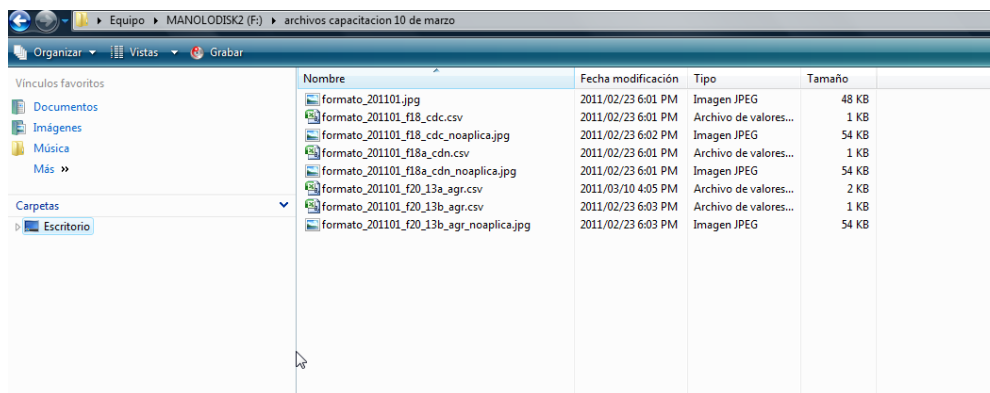 Equipo ▸ MANOLODISK2 (F:) ▸ archivos capacitacion 10 de marzo
Organizar Vistas Grabar
Vínculos favoritos
Documentos
Imágenes
Música
Más »
Carpetas
Escritorio
Nombre Fecha modificación Tipo Tamaño
formato_201101.jpg 2011/02/23 6:01 PM Imagen JPEG 48 KB
formato_201101_f18_cdc.csv 2011/02/23 6:01 PM Archivo de valores... 1 KB
formato_201101_f18_cdc_noaplica.jpg 2011/02/23 6:02 PM Imagen JPEG 54 KB
formato_201101_f18a_cdn.csv 2011/02/23 6:01 PM Archivo de valores... 1 KB
formato_201101_f18a_cdn_noaplica.jpg 2011/02/23 6:01 PM Imagen JPEG 54 KB
formato_201101_f20_13a_agr.csv 2011/03/10 4:05 PM Archivo de valores... 2 KB
formato_201101_f20_13b_agr.csv 2011/02/23 6:03 PM Archivo de valores... 1 KB
formato_201101_f20_13b_agr_noaplica.jpg 2011/02/23 6:03 PM Imagen JPEG 54 KB